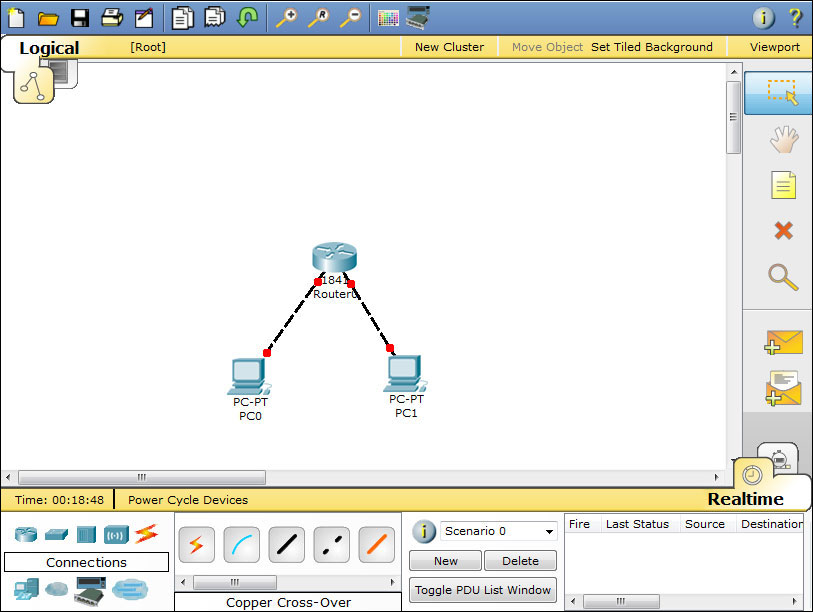 Logical [Root] New Cluster Move Object Set Tiled Background Viewport
1841
Router0
PC-PT
PC0
PC-PT
PC1
Time: 00:18:48 Power Cycle Devices Realtime
Connections
Copper Cross-Over
Scenario 0
New Delete
Toggle PDU List Window
Fire Last Status Source Destination